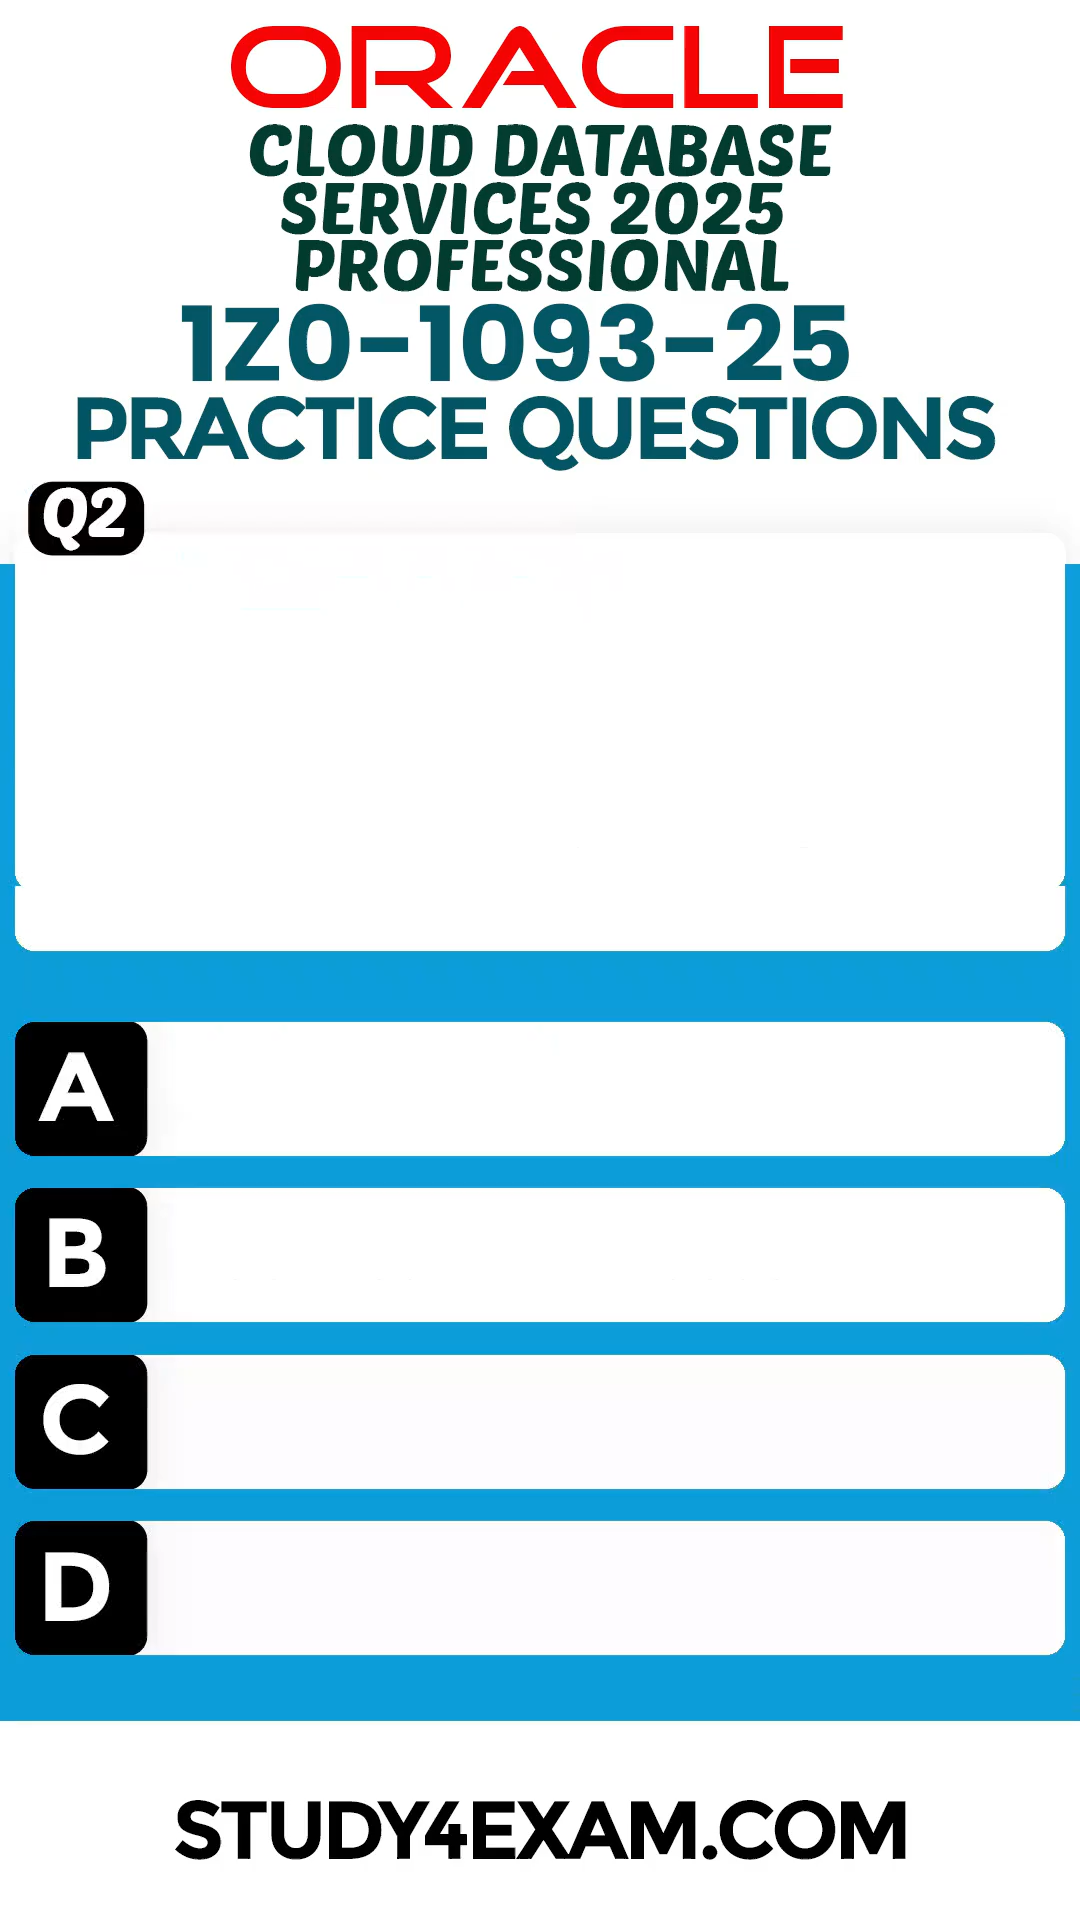 ORACLE
CLOUD DATABASE
SERVICES 2025
PROFESSIONAL
1Z0-1093-25
PRACTICE QUESTIONS
Q2
A
B
C
D
STUDY4EXAM.COM